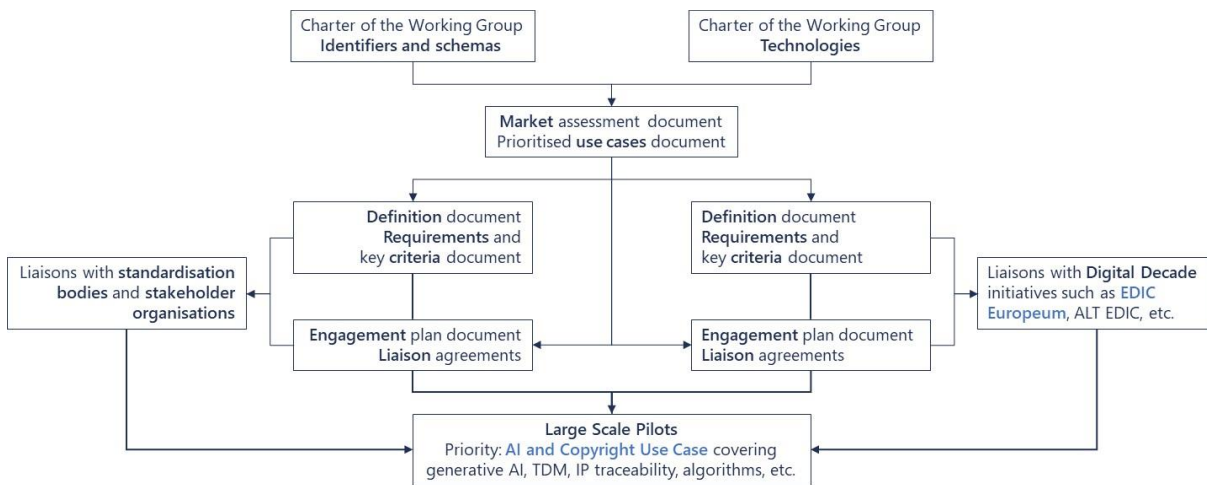 Charter of the Working Group
Identifiers and schemas
Charter of the Working Group
Technologies
Market assessment document
Prioritised use cases document
Definition document
Requirements and
key criteria document
Definition document
Requirements and
key criteria document
Liaisons with standardisation
bodies and stakeholder
organisations
Liaisons with Digital Decade
initiatives such as EDIC
Europeum, ALT EDIC, etc.
Engagement plan document
Liaison agreements
Engagement plan document
Liaison agreements
Large Scale Pilots
Priority: AI and Copyright Use Case covering
generative AI, TDM, IP traceability, algorithms, etc.